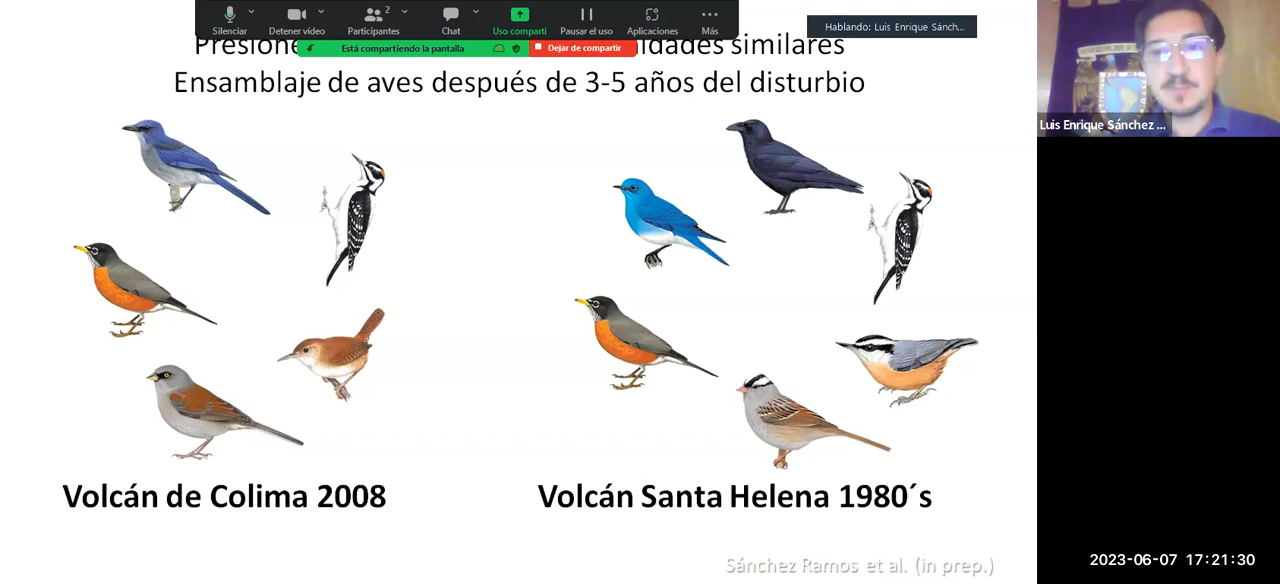 2
Silenciar
Detener video
Participantes
Chat
Uso comparti
Pausar el uso
Aplicaciones
Más
Hablando: Luis Enrique Sánch...
Está compartiendo la pantalla
Dejar de compartir
similares
Ensamblaje de aves después de 3-5 años del disturbio
Luis Enrique Sánchez ...
Volcán de Colima 2008
Volcán Santa Helena 1980´s
Sánchez Ramos et al. (in prep.)
2023-06-07 17:21:30